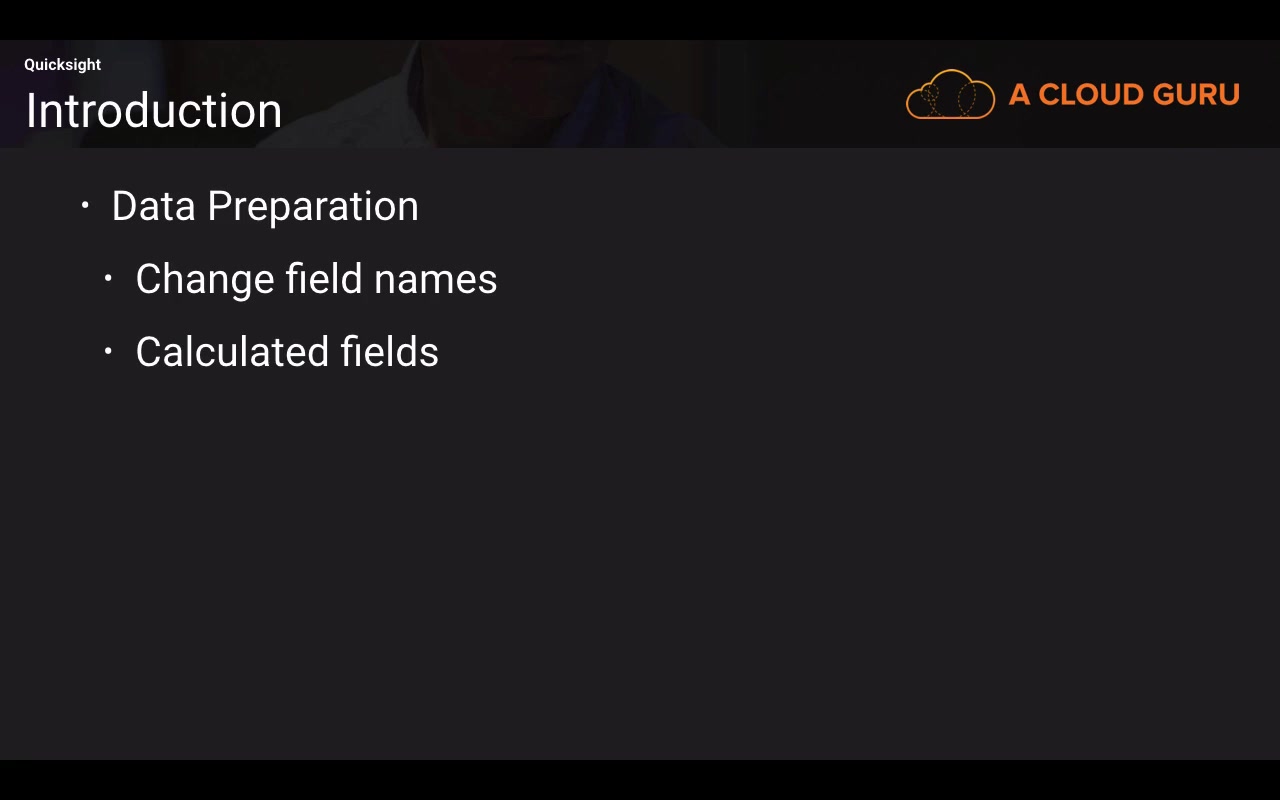 Quicksight
Introduction
A CLOUD GURU
• Data Preparation
• Change field names
• Calculated fields